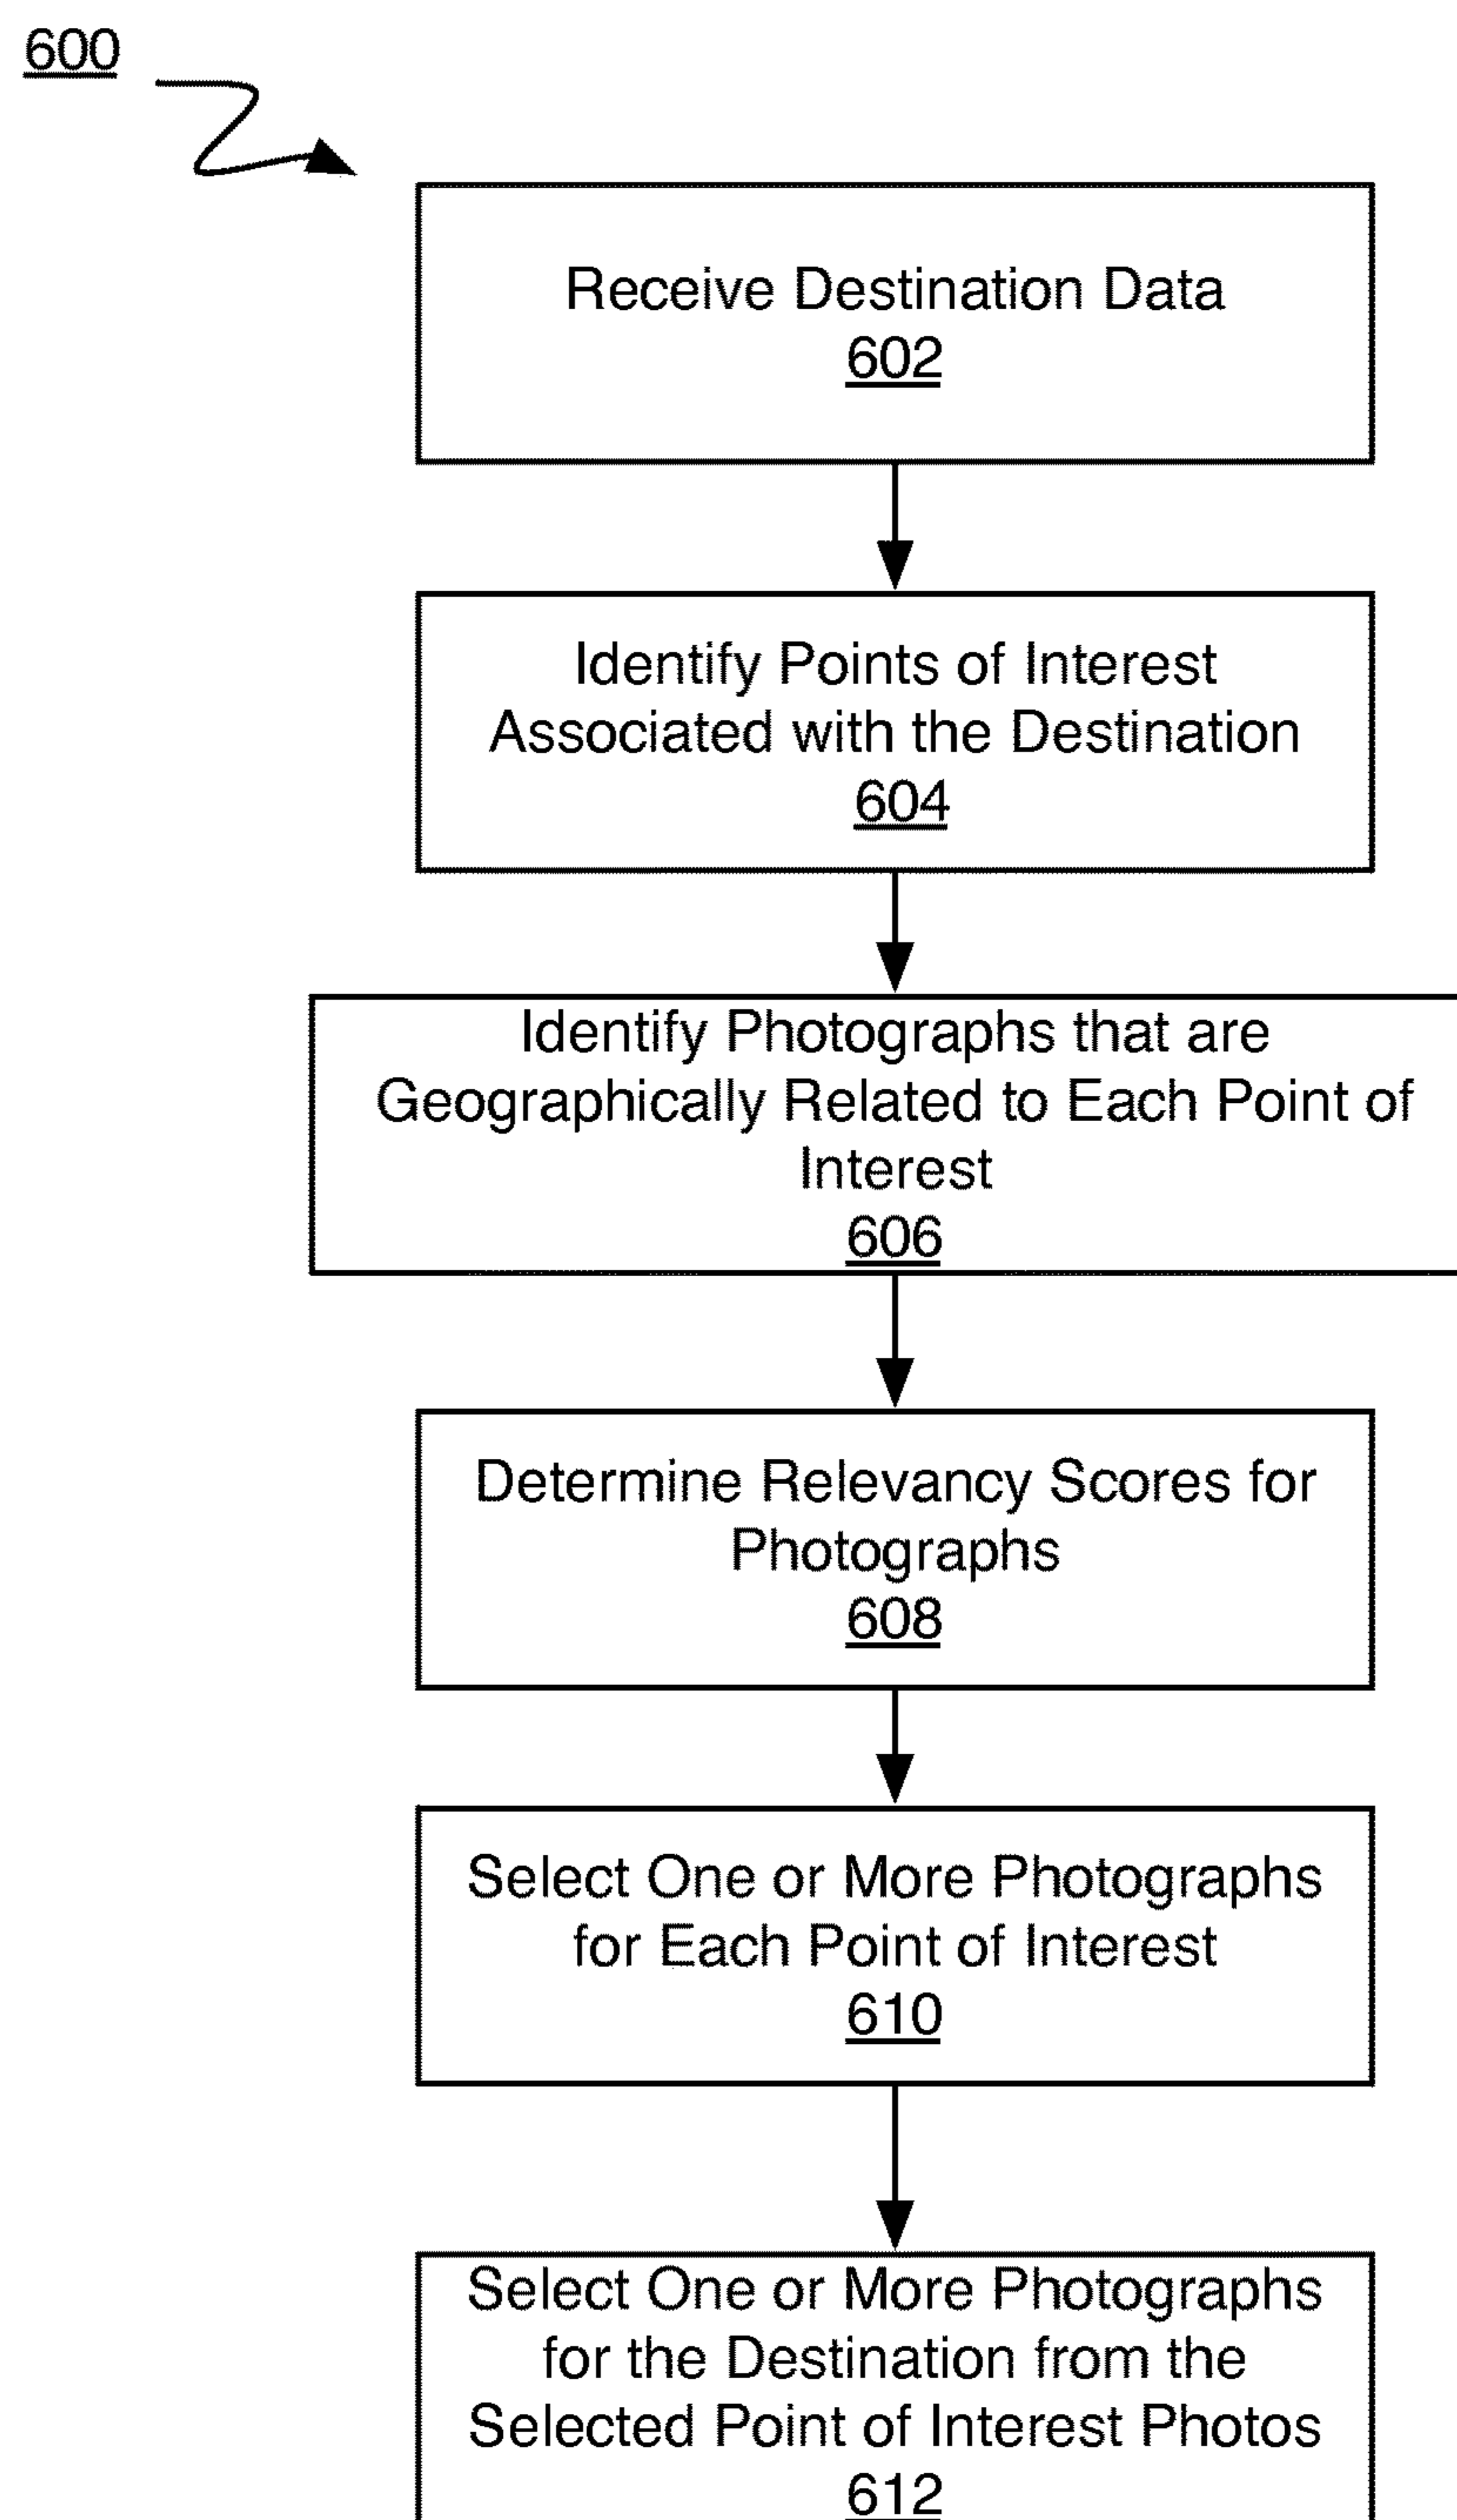 600
Receive Destination Data
602
Identify Points of Interest
Associated with the Destination
604
Identify Photographs that are
Geographically Related to Each Point of
Interest
606
Determine Relevancy Scores for
Photographs
608
Select One or More Photographs
for Each Point of Interest
610
Select One or More Photographs
for the Destination from the
Selected Point of Interest Photos
612